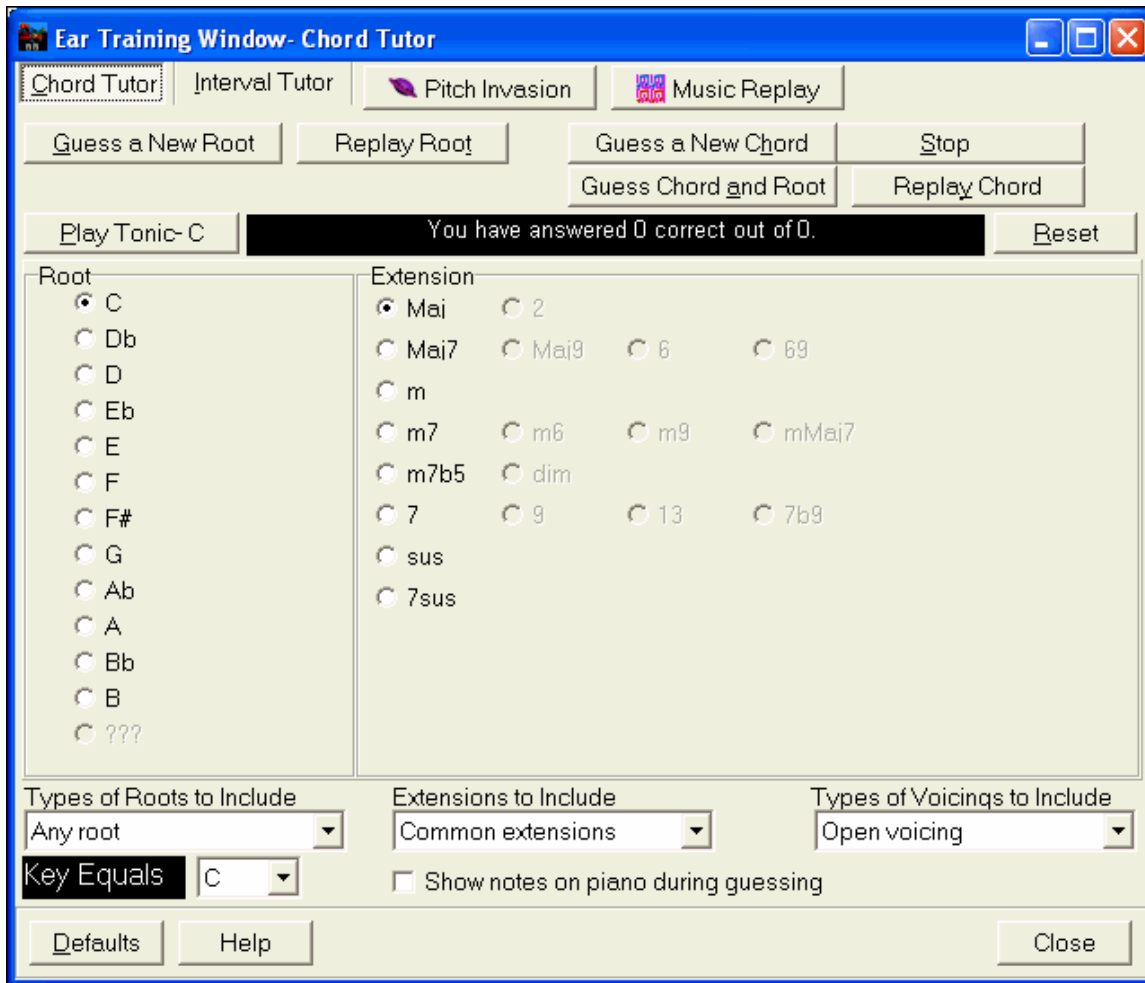 Ear Training Window- Chord Tutor
Chord Tutor Interval Tutor Pitch Invasion Music Replay
Guess a New Root Replay Root Guess a New Chord Stop
Guess Chord and Root Replay Chord
Play Tonic- C You have answered 0 correct out of 0. Reset
Root Extension
C Maj 2
Db Maj7 Maj9 6 69
D m
Eb m7 m6 m9 mMaj7
E m7b5 dim
F 7 9 13 7b9
F# sus
G 7sus
Ab
A
Bb
B
???
Types of Roots to Include Extensions to Include Types of Voicings to Include
Any root Common extensions Open voicing
Key Equals C Show notes on piano during guessing
Defaults Help Close